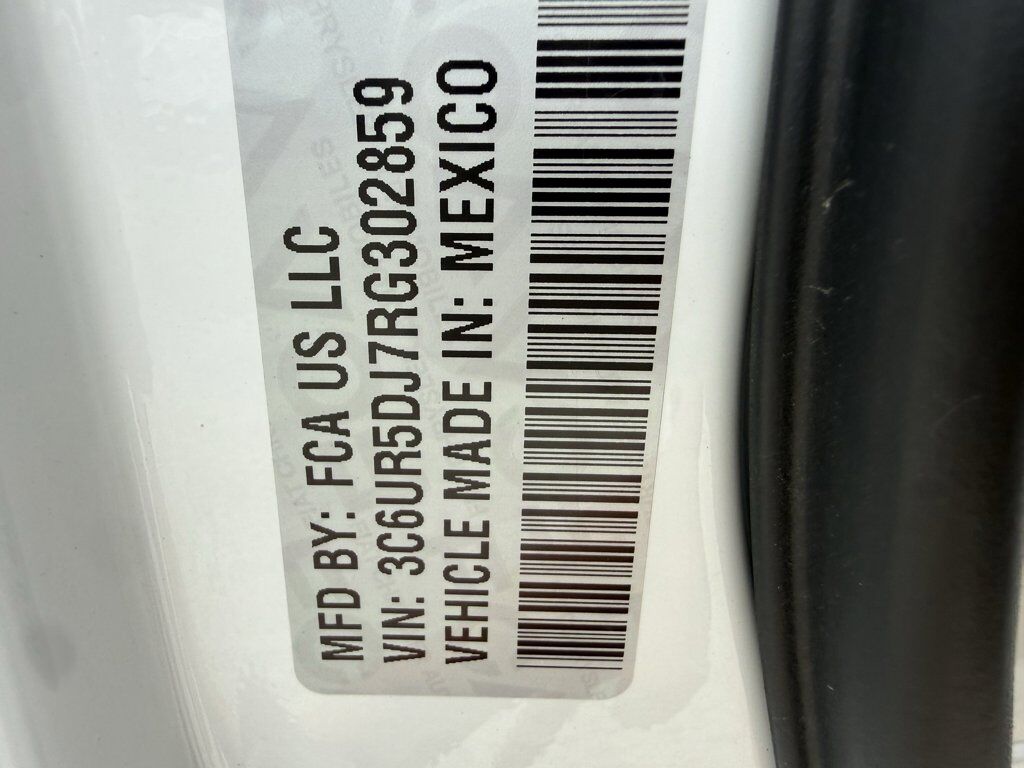 MFD BY: FCA US LLC
VIN: 3C6UR5DJ7RG302859
VEHICLE MADE IN: MEXICO